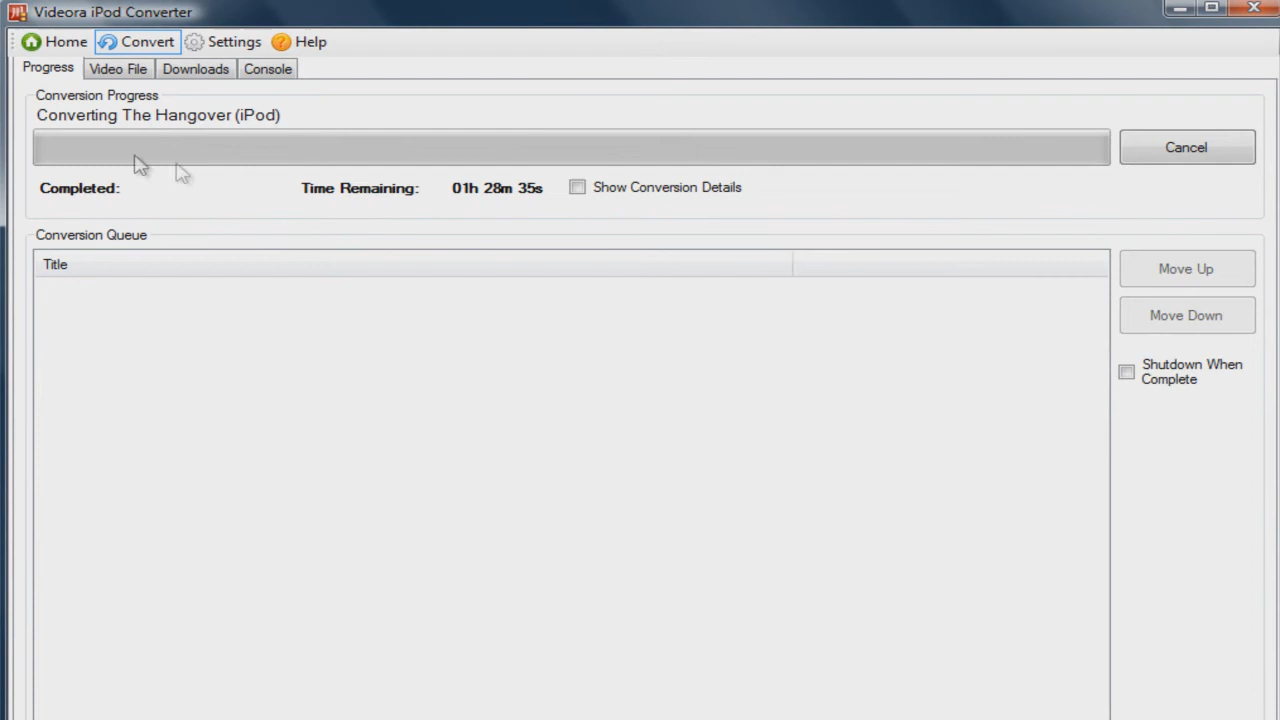 Videora iPod Converter
Home Convert Settings Help
Progress Video File Downloads Console
Conversion Progress
Converting The Hangover (iPod)
Cancel
Completed: Time Remaining: 01h 28m 35s Show Conversion Details
Conversion Queue
Title
Move Up
Move Down
Shutdown When
Complete